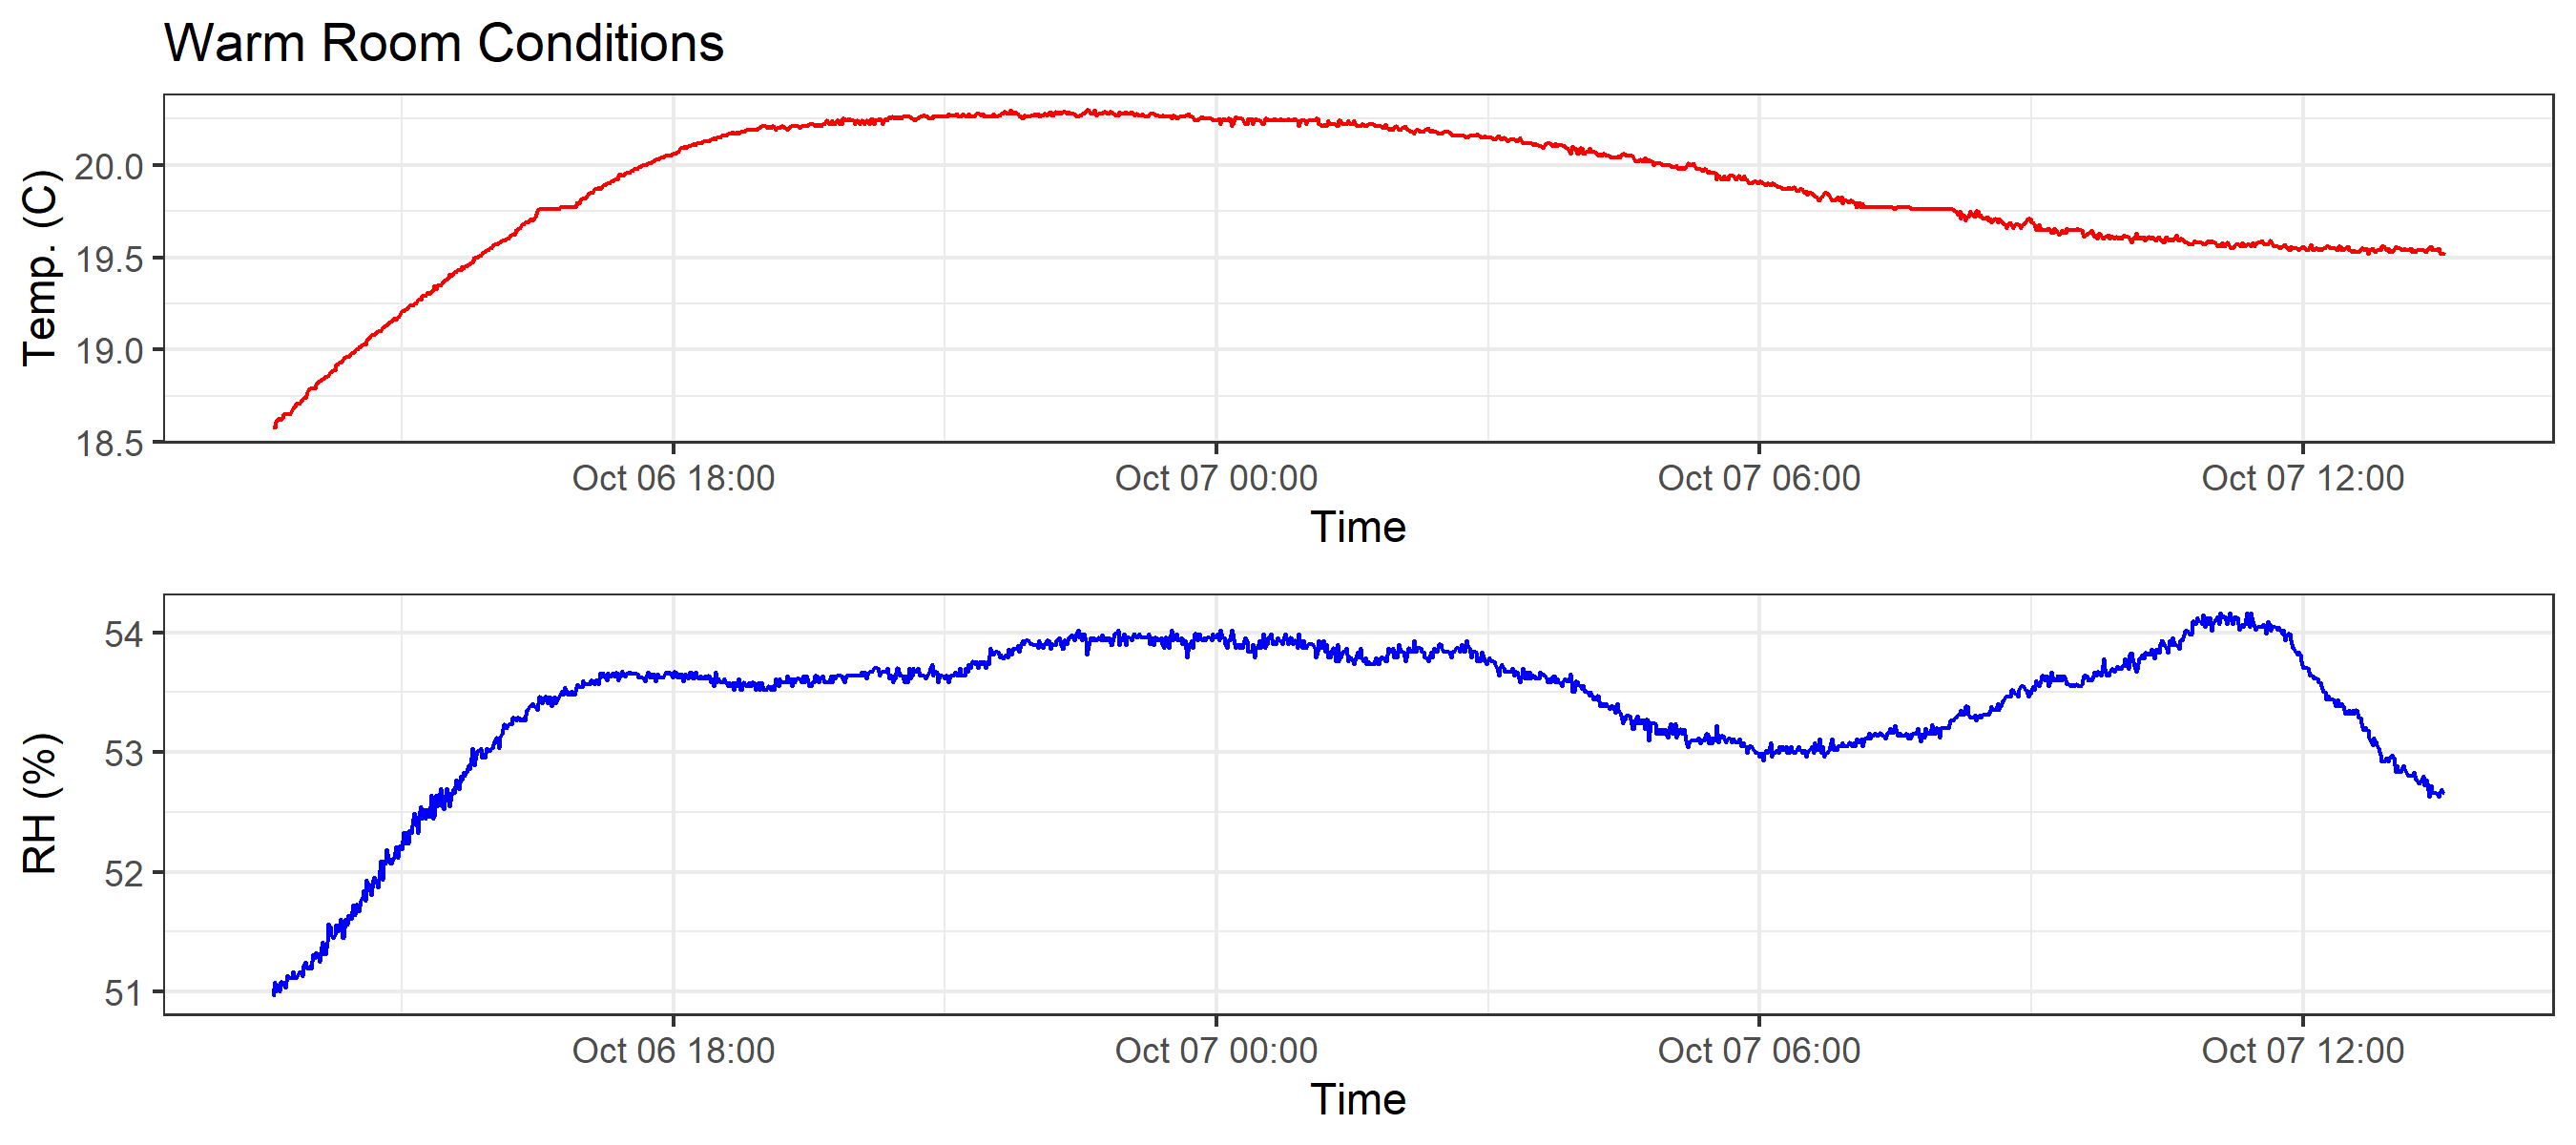 Warm Room Conditions
Temp. (C)
20.0
19.5
19.0
18.5
Oct 06 18:00 Oct 07 00:00 Oct 07 06:00 Oct 07 12:00
Time
RH (%)
54
53
52
51
Oct 06 18:00 Oct 07 00:00 Oct 07 06:00 Oct 07 12:00
Time